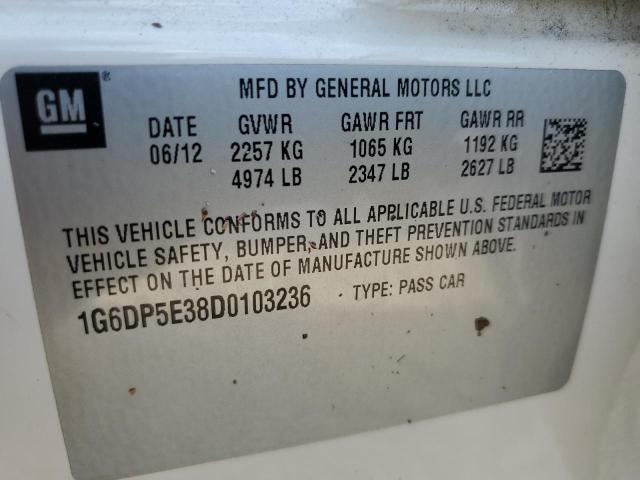 GM®
MFD BY GENERAL MOTORS LLC
DATE GVWR GAWR FRT GAWR RR
06/12 2257 KG 1065 KG 1192 KG
4974 LB 2347 LB 2627 LB
THIS VEHICLE CONFORMS TO ALL APPLICABLE U.S. FEDERAL MOTOR
VEHICLE SAFETY, BUMPER, AND THEFT PREVENTION STANDARDS IN
EFFECT ON THE DATE OF MANUFACTURE SHOWN ABOVE.
1G6DP5E38D0103236 TYPE: PASS CAR